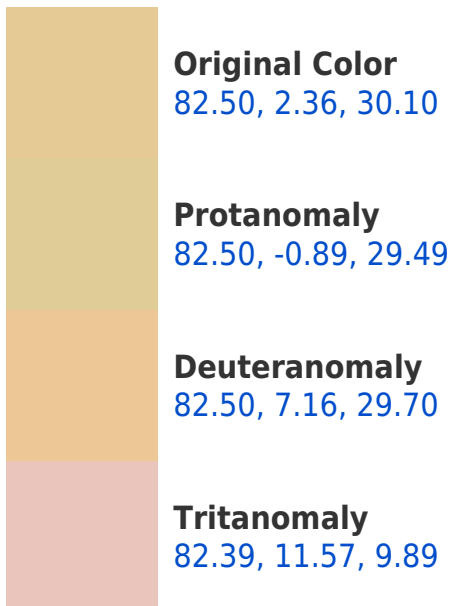 Original Color
82.50, 2.36, 30.10
Protanomaly
82.50, -0.89, 29.49
Deuteranomaly
82.50, 7.16, 29.70
Tritanomaly
82.39, 11.57, 9.89